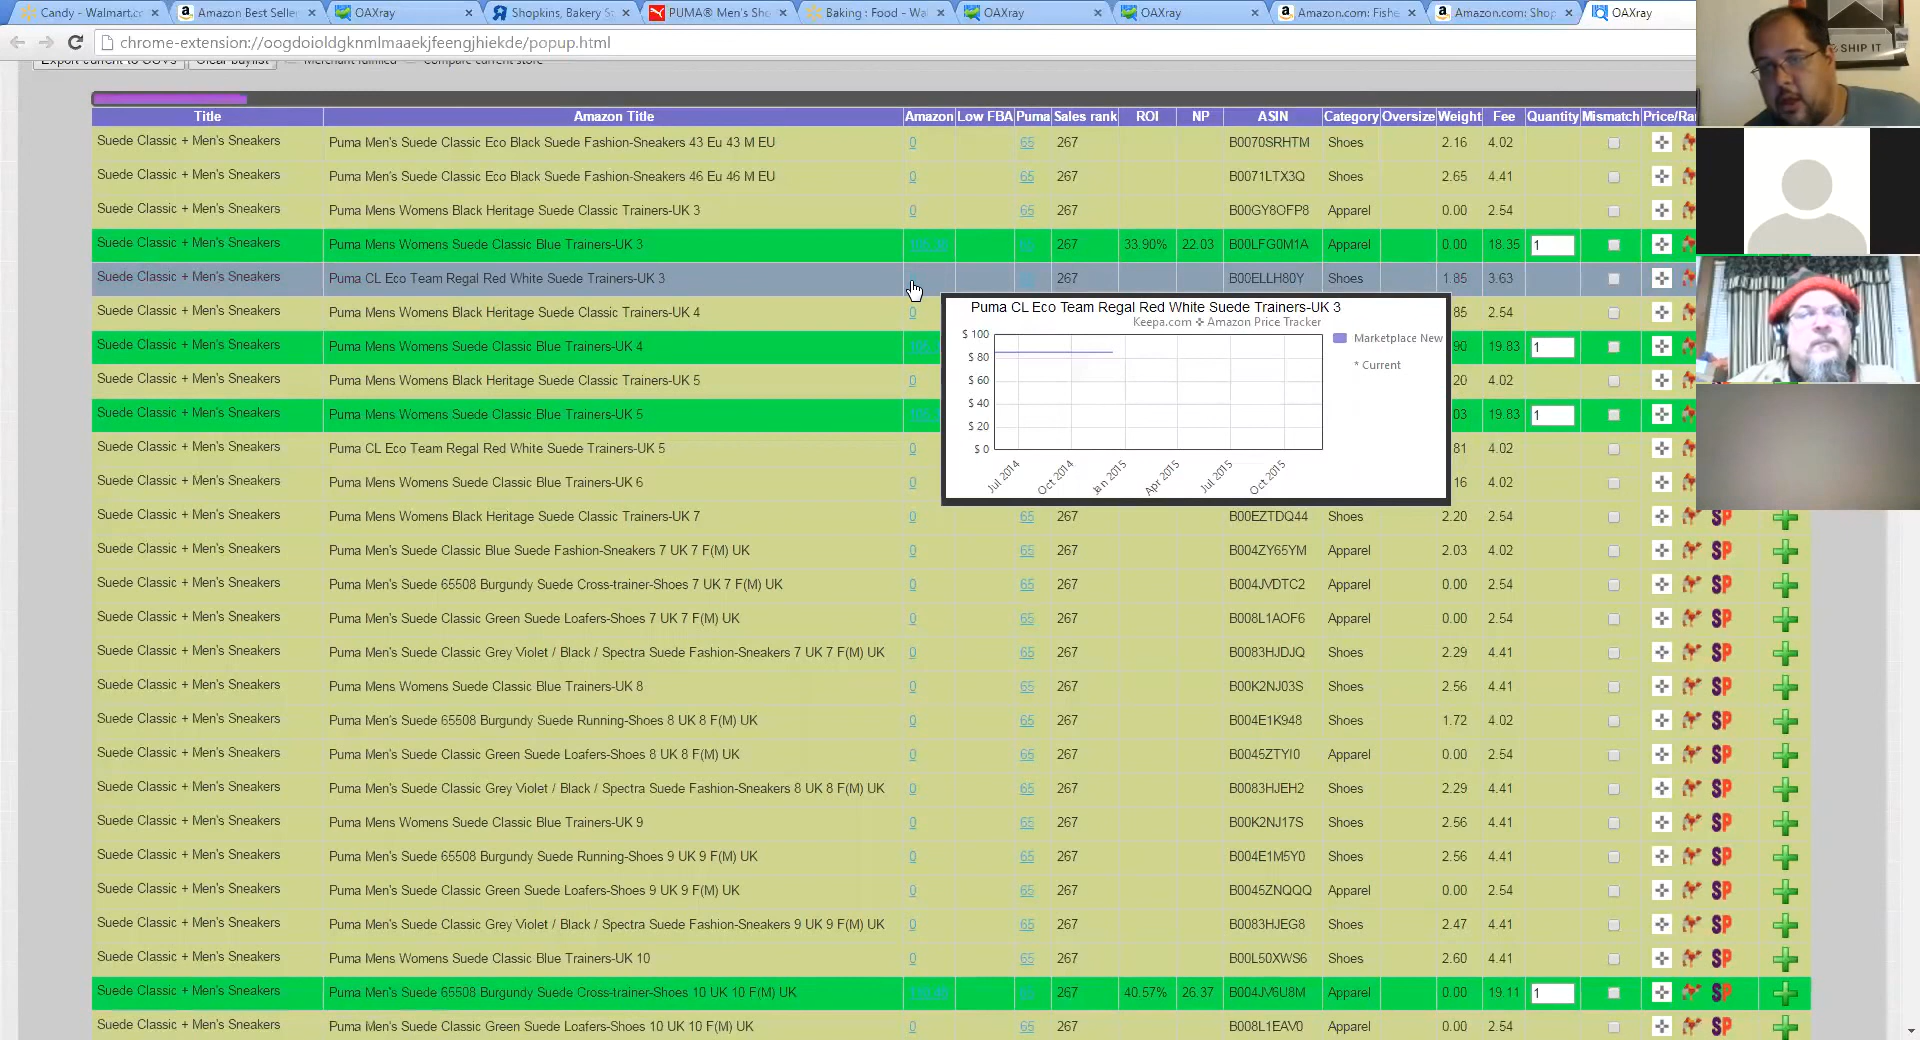 Candy - Walmart.cc
Amazon Best Selle
OAXray
Shopkins, Bakery S
PUMA® Men's Sho
Baking : Food - Wa
OAXray
OAXray
Amazon.com: Fishe
Amazon.com: Shop
OAXray
chrome-extension://oogdoioldgknmlmaaekjfeengjhiekde/popup.html
SHIP IT
Title Amazon Title Amazon Low FBA Puma Sales rank ROI NP ASIN Category Oversize Weight Fee Quantity Mismatch Price/Ra
Suede Classic + Men's Sneakers Puma Men's Suede Classic Eco Black Suede Fashion-Sneakers 43 Eu 43 M EU 0 65 267 B0070SRHTM Shoes 2.16 4.02
Suede Classic + Men's Sneakers Puma Men's Suede Classic Eco Black Suede Fashion-Sneakers 46 Eu 46 M EU 0 65 267 B0071LTX3Q Shoes 2.65 4.41
Suede Classic + Men's Sneakers Puma Mens Womens Black Heritage Suede Classic Trainers-UK 3 0 65 267 B00GY8OFP8 Apparel 0.00 2.54
Suede Classic + Men's Sneakers Puma Mens Womens Suede Classic Blue Trainers-UK 3 267 33.90% 22.03 B00LFG0M1A Apparel 0.00 18.35 1
Suede Classic + Men's Sneakers Puma CL Eco Team Regal Red White Suede Trainers-UK 3 267 B00ELLH80Y Shoes 1.85 3.63
Suede Classic + Men's Sneakers Puma Mens Womens Black Heritage Suede Classic Trainers-UK 4 0 85 2.54
Suede Classic + Men's Sneakers Puma Mens Womens Suede Classic Blue Trainers-UK 4 90 19.83 1
Suede Classic + Men's Sneakers Puma Mens Womens Black Heritage Suede Classic Trainers-UK 5 0 20 4.02
Suede Classic + Men's Sneakers Puma Mens Womens Suede Classic Blue Trainers-UK 5 03 19.83 1
Suede Classic + Men's Sneakers Puma CL Eco Team Regal Red White Suede Trainers-UK 5 0 81 4.02
Suede Classic + Men's Sneakers Puma Mens Womens Suede Classic Blue Trainers-UK 6 0 16 4.02
Suede Classic + Men's Sneakers Puma Mens Womens Black Heritage Suede Classic Trainers-UK 7 0 65 267 B00EZTDQ44 Shoes 2.20 2.54 SP
Suede Classic + Men's Sneakers Puma Men's Suede Classic Blue Suede Fashion-Sneakers 7 UK 7 F(M) UK 0 65 267 B004ZY65YM Apparel 2.03 4.02 SP
Suede Classic + Men's Sneakers Puma Men's Suede 65508 Burgundy Suede Cross-trainer-Shoes 7 UK 7 F(M) UK 0 65 267 B004JVDTC2 Apparel 0.00 2.54 SP
Suede Classic + Men's Sneakers Puma Men's Suede Classic Green Suede Loafers-Shoes 7 UK 7 F(M) UK 0 65 267 B008L1AOF6 Apparel 0.00 2.54 SP
Suede Classic + Men's Sneakers Puma Men's Suede Classic Grey Violet / Black / Spectra Suede Fashion-Sneakers 7 UK 7 F(M) UK 0 65 267 B0083HJDJQ Shoes 2.29 4.41 SP
Suede Classic + Men's Sneakers Puma Mens Womens Suede Classic Blue Trainers-UK 8 0 65 267 B00K2NJ03S Shoes 2.56 4.41 SP
Suede Classic + Men's Sneakers Puma Men's Suede 65508 Burgundy Suede Running-Shoes 8 UK 8 F(M) UK 0 65 267 B004E1K948 Shoes 1.72 4.02 SP
Suede Classic + Men's Sneakers Puma Men's Suede Classic Green Suede Loafers-Shoes 8 UK 8 F(M) UK 0 65 267 B0045ZTYI0 Apparel 0.00 2.54 SP
Suede Classic + Men's Sneakers Puma Men's Suede Classic Grey Violet / Black / Spectra Suede Fashion-Sneakers 8 UK 8 F(M) UK 0 65 267 B0083HJEH2 Shoes 2.29 4.41 SP
Suede Classic + Men's Sneakers Puma Mens Womens Suede Classic Blue Trainers-UK 9 0 65 267 B00K2NJ17S Shoes 2.56 4.41 SP
Suede Classic + Men's Sneakers Puma Men's Suede 65508 Burgundy Suede Running-Shoes 9 UK 9 F(M) UK 0 65 267 B004E1M5Y0 Shoes 2.56 4.41 SP
Suede Classic + Men's Sneakers Puma Men's Suede Classic Green Suede Loafers-Shoes 9 UK 9 F(M) UK 0 65 267 B0045ZNQQQ Apparel 0.00 2.54 SP
Suede Classic + Men's Sneakers Puma Men's Suede Classic Grey Violet / Black / Spectra Suede Fashion-Sneakers 9 UK 9 F(M) UK 0 65 267 B0083HJEG8 Shoes 2.47 4.41 SP
Suede Classic + Men's Sneakers Puma Mens Womens Suede Classic Blue Trainers-UK 10 0 65 267 B00L50XWS6 Shoes 2.60 4.41 SP
Suede Classic + Men's Sneakers Puma Men's Suede 65508 Burgundy Suede Cross-trainer-Shoes 10 UK 10 F(M) UK 267 40.57% 26.37 B004JV6U8M Apparel 0.00 19.11 1 SP
Suede Classic + Men's Sneakers Puma Men's Suede Classic Green Suede Loafers-Shoes 10 UK 10 F(M) UK 0 65 267 B008L1EAV0 Apparel 0.00 2.54 SP
Puma CL Eco Team Regal Red White Suede Trainers-UK 3
Keepa.com Amazon Price Tracker
$ 100
$ 80
$ 60
$ 40
$ 20
$ 0
Jul 2014
Oct 2014
Jan 2015
Apr 2015
Jul 2015
Oct 2015
Marketplace New
* Current